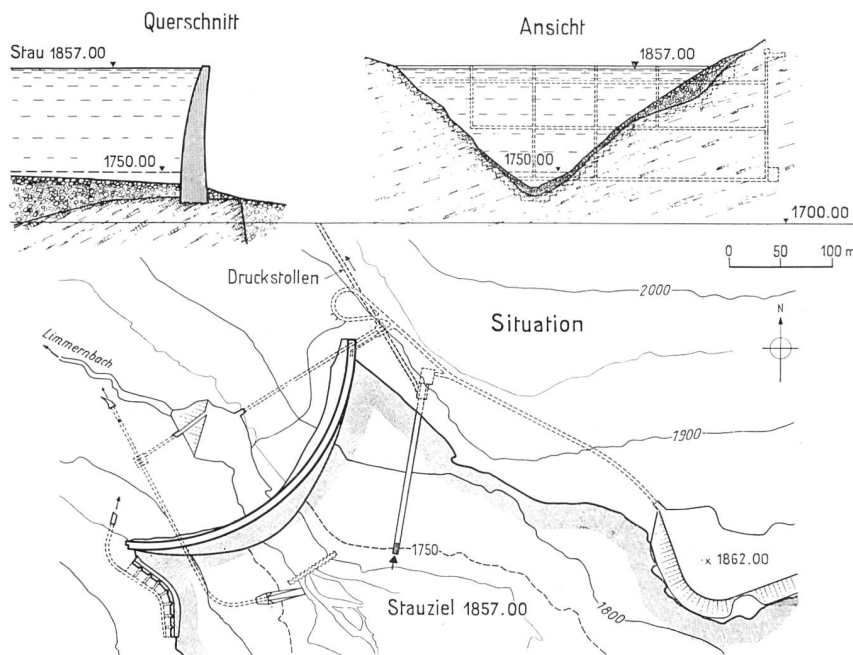 Querschnitt
Ansicht
Stau 1857.00
1857.00
1750.00
1750.00
1700.00
0 50 100 m
Druckstollen
2000
Situation
N
Limmernbach
1900
1750
x 1862.00
Stauziel 1857.00
1800